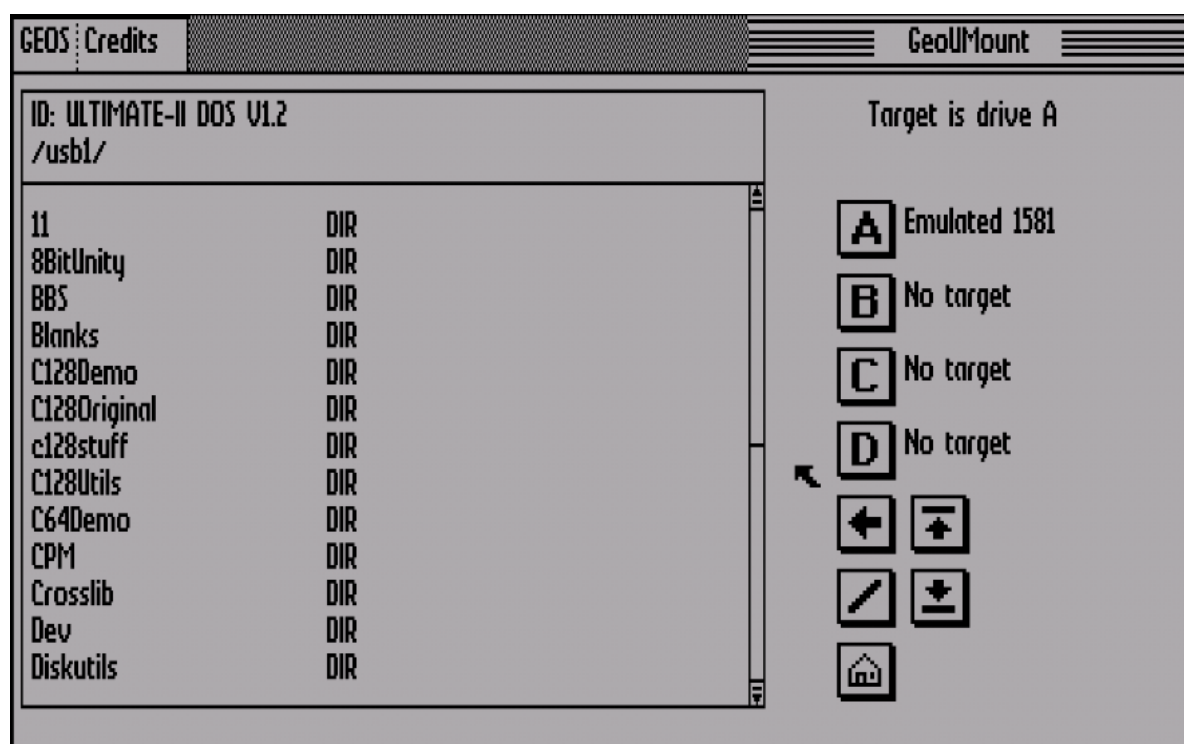 GEOS Credits
GeoUMount
ID: ULTIMATE-II DOS V1.2
/usb1/
11 DIR
8BitUnity DIR
BBS DIR
Blanks DIR
C128Demo DIR
C128Original DIR
c128stuff DIR
C128Utils DIR
C64Demo DIR
CPM DIR
Crosslib DIR
Dev DIR
Diskutils DIR
Target is drive A
A Emulated 1581
B No target
C No target
D No target